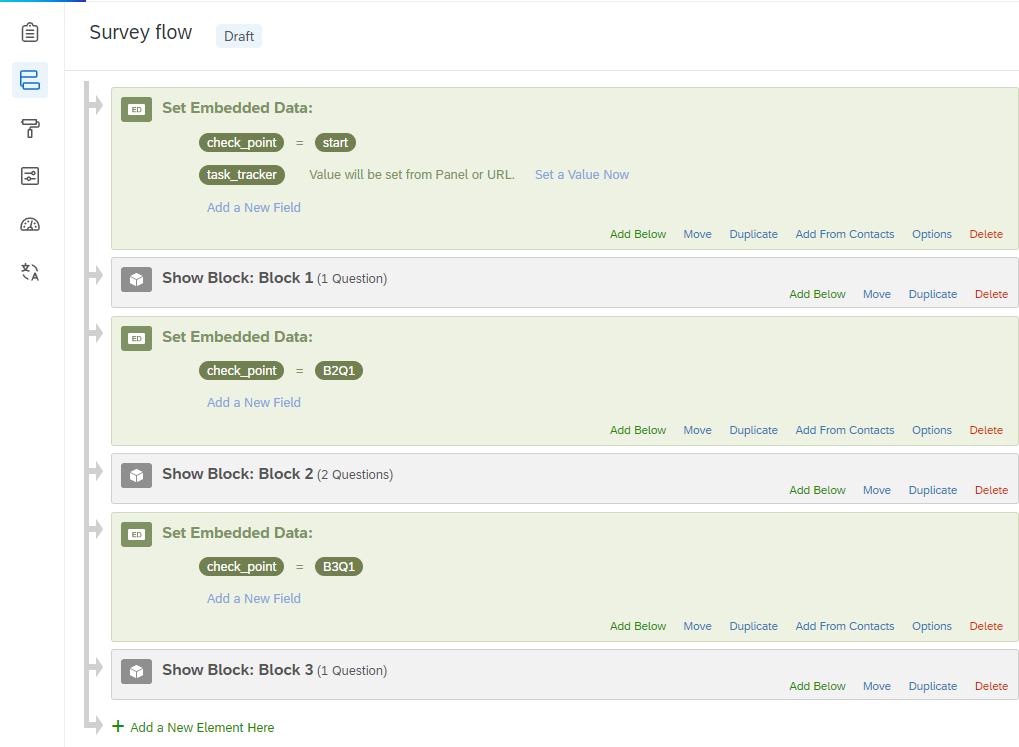 Survey flow Draft
ED Set Embedded Data:
check_point = start
task_tracker Value will be set from Panel or URL. Set a Value Now
Add a New Field
Add Below Move Duplicate Add From Contacts Options Delete
Show Block: Block 1 (1 Question)
Add Below Move Duplicate Delete
ED Set Embedded Data:
check_point = B2Q1
Add a New Field
Add Below Move Duplicate Add From Contacts Options Delete
Show Block: Block 2 (2 Questions)
Add Below Move Duplicate Delete
ED Set Embedded Data:
check_point = B3Q1
Add a New Field
Add Below Move Duplicate Add From Contacts Options Delete
Show Block: Block 3 (1 Question)
Add Below Move Duplicate Delete
+ Add a New Element Here